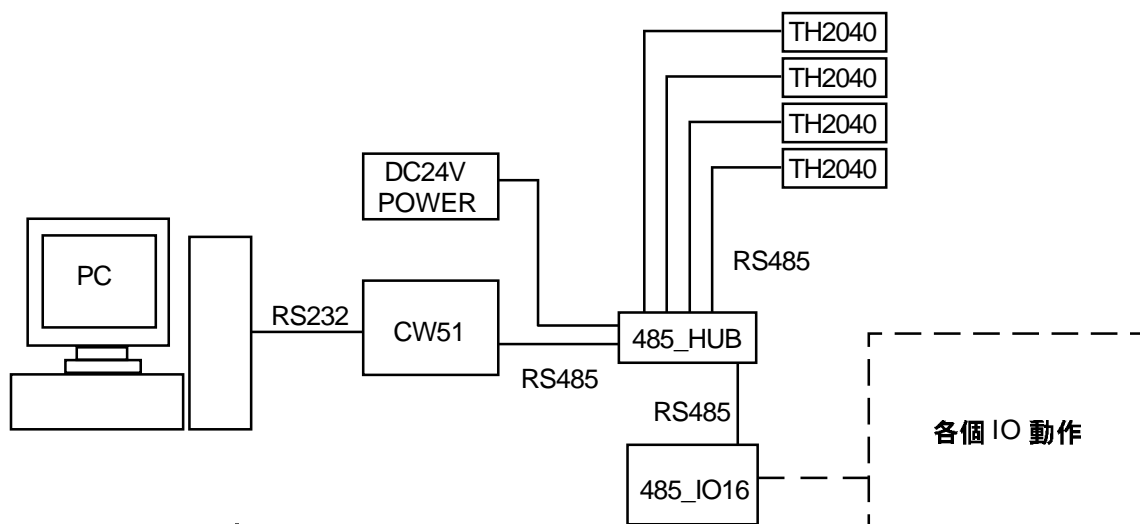 TH2040
TH2040
TH2040
TH2040
DC24V
POWER
RS485
PC
RS232
CW51
485_HUB
RS485
RS485
各個 IO 動作
485_IO16